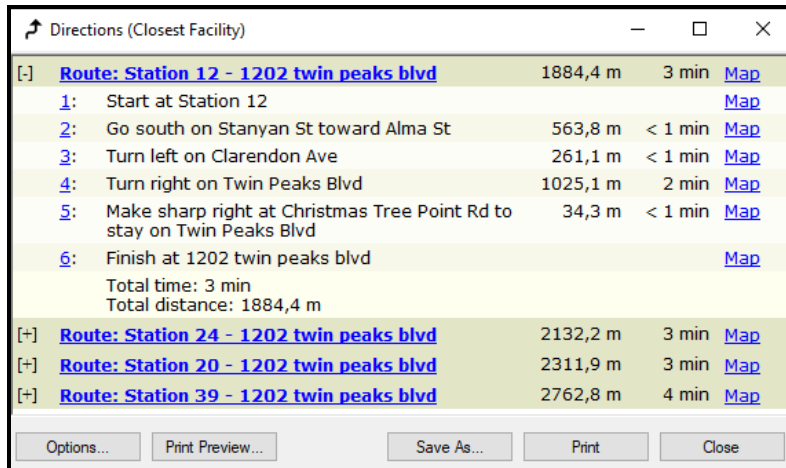 Directions (Closest Facility)
[-] Route: Station 12 - 1202 twin peaks blvd 1884,4 m 3 min Map
1: Start at Station 12 Map
2: Go south on Stanyan St toward Alma St 563,8 m < 1 min Map
3: Turn left on Clarendon Ave 261,1 m < 1 min Map
4: Turn right on Twin Peaks Blvd 1025,1 m 2 min Map
5: Make sharp right at Christmas Tree Point Rd to 34,3 m < 1 min Map
stay on Twin Peaks Blvd
6: Finish at 1202 twin peaks blvd Map
Total time: 3 min
Total distance: 1884,4 m
[+] Route: Station 24 - 1202 twin peaks blvd 2132,2 m 3 min Map
[+] Route: Station 20 - 1202 twin peaks blvd 2311,9 m 3 min Map
[+] Route: Station 39 - 1202 twin peaks blvd 2762,8 m 4 min Map
Options... Print Preview... Save As... Print Close